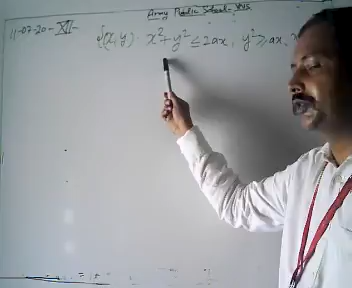 Army Public School
11-07-20- XII-
{(x, y): x²+y² ≤ 2ax, y² ≥ ax,